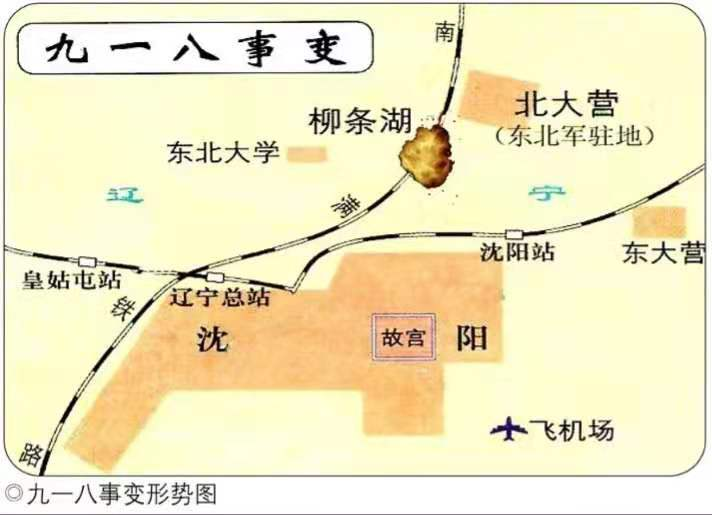 九一八事变
南
北大营
(东北军驻地)
柳条湖
东北大学
辽
宁
满
沈阳站
东大营
皇姑屯站
辽宁总站
铁
沈
故宫
阳
飞机场
路
◎九一八事变形势图